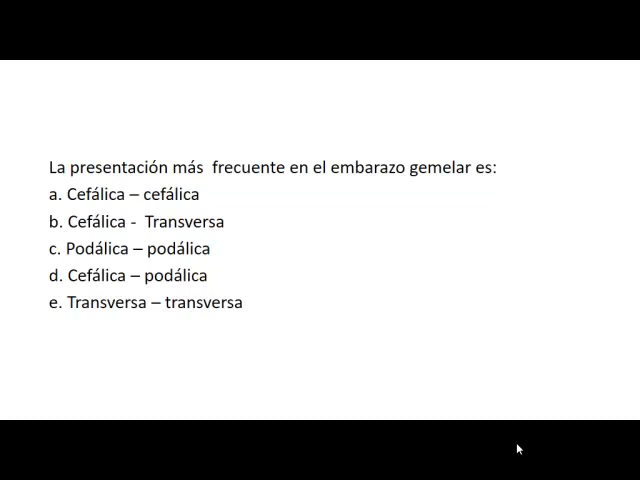 La presentación más  frecuente en el embarazo gemelar es:
a. Cefálica – cefálica
b. Cefálica -  Transversa
c. Podálica – podálica
d. Cefálica – podálica
e. Transversa – transversa